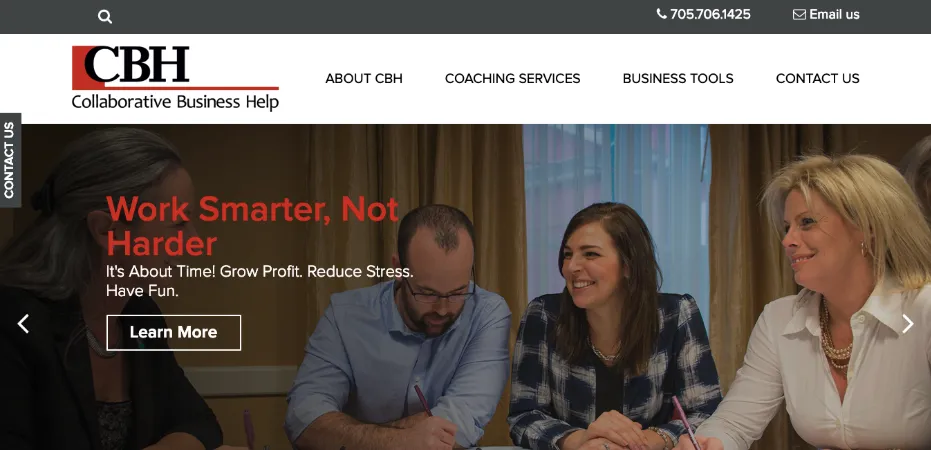 705.706.1425 Email us
CBH
Collaborative Business Help
ABOUT CBH COACHING SERVICES BUSINESS TOOLS CONTACT US
CONTACT US
Work Smarter, Not
Harder
It's About Time! Grow Profit. Reduce Stress.
Have Fun.
Learn More